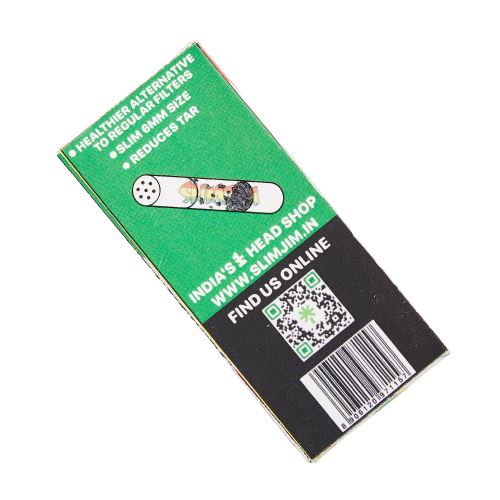 ● HEALTHIER ALTERNATIVE
TO REGULAR FILTERS
● SLIM 6MM SIZE
● REDUCES TAR
INDIA'S HEAD SHOP
WWW.SLIMJIM.IN
FIND US ONLINE